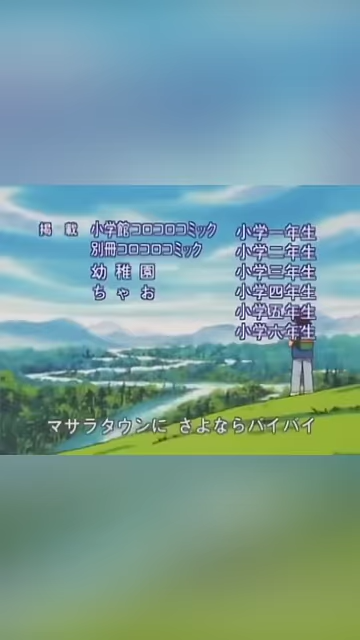 掲載 小学館コロコロコミック
別冊コロコロコミック
幼稚園
ちゃお
小学一年生
小学二年生
小学三年生
小学四年生
小学五年生
小学六年生
マサラタウンに さよならバイバイ